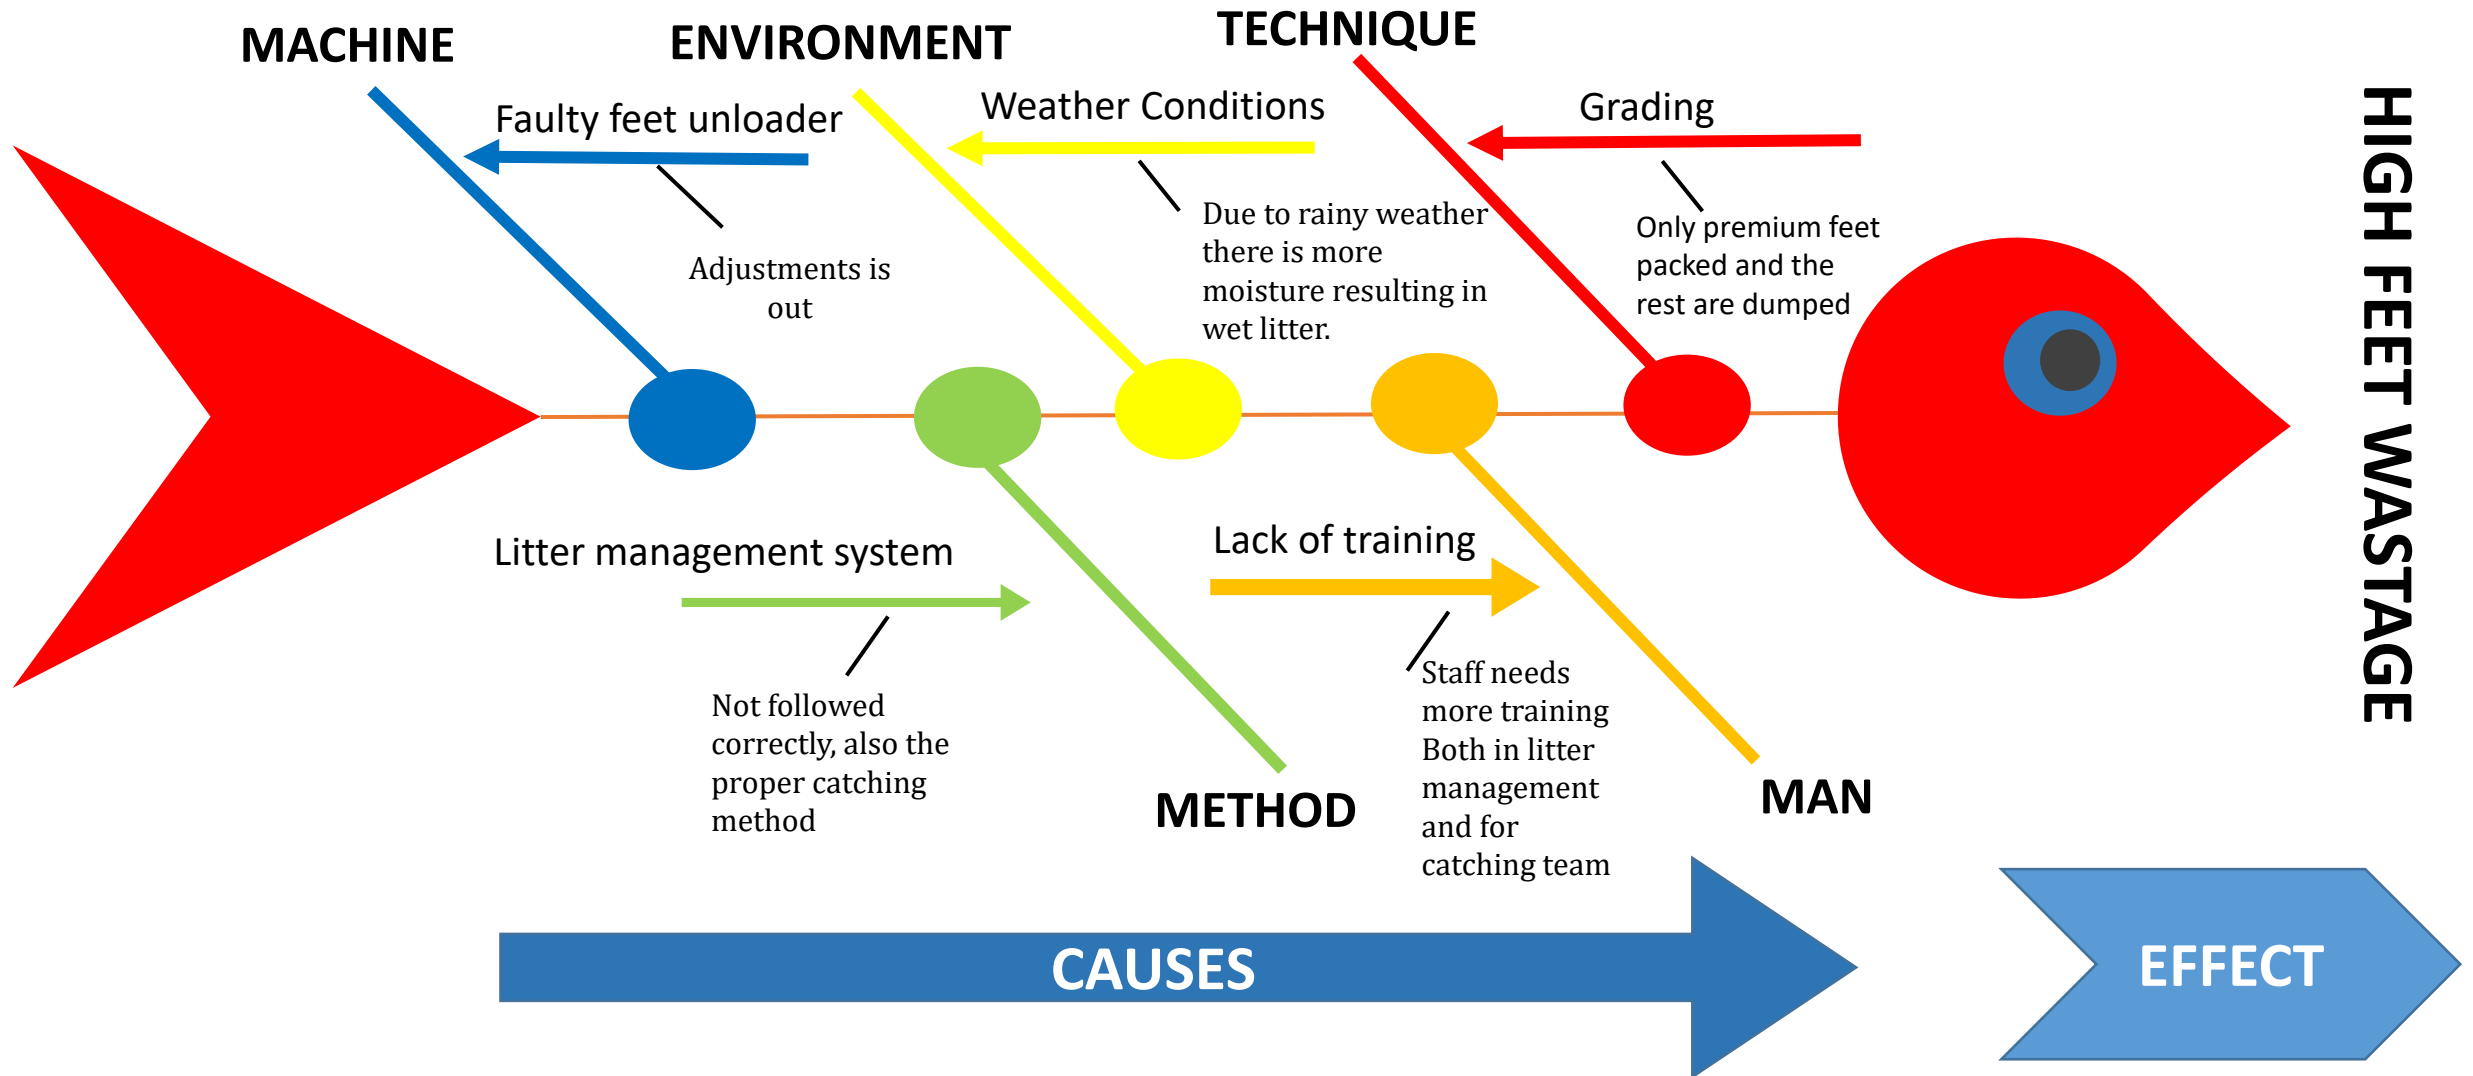 MACHINE
ENVIRONMENT
TECHNIQUE
Faulty feet unloader
Weather Conditions
Grading
Adjustments is
out
Due to rainy weather
there is more
moisture resulting in
wet litter.
Only premium feet
packed and the
rest are dumped
HIGH FEET WASTAGE
Litter management system
Lack of training
Not followed
correctly, also the
proper catching
method
Staff needs
more training
Both in litter
management
and for
catching team
METHOD
MAN
CAUSES
EFFECT